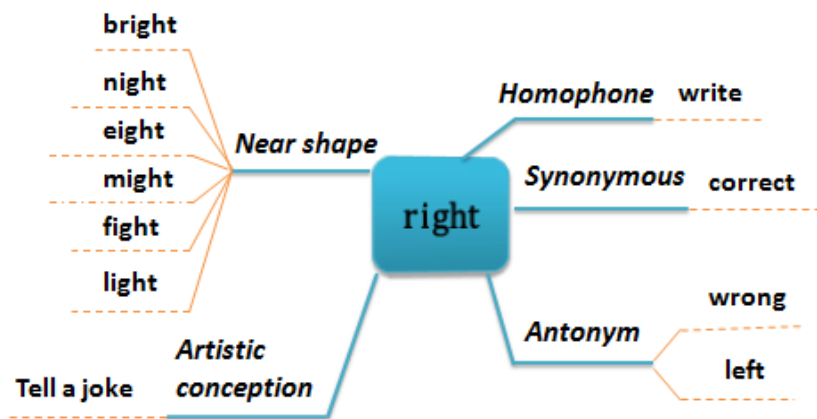 bright
night
eight
might
fight
light
Near shape
right
Homophone
write
Synonymous
correct
Antonym
wrong
left
Artistic
conception
Tell a joke